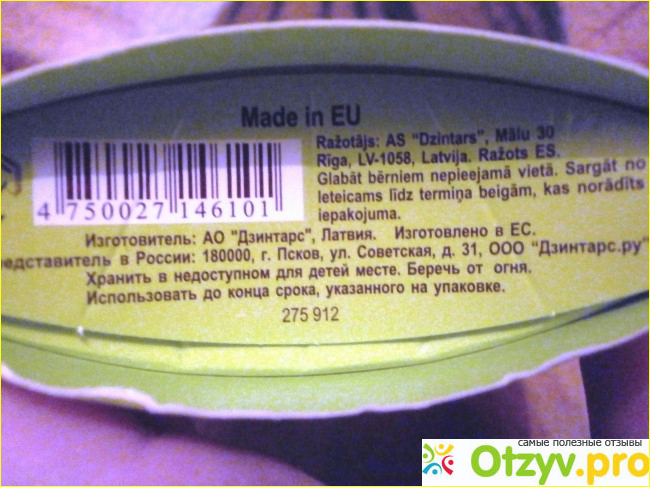 Made in EU
Ražotājs: AS "Dzintars", Mālu 30
Rīga, LV-1058, Latvija. Ražots ES.
Glabāt bērniem nepieejamā vietā. Sargāt no
Ieteicams līdz termiņa beigām, kas norādīts
iepakojuma.
4 750027 146101
Изготовитель: АО "Дзинтарс", Латвия. Изготовлено в ЕС.
едставитель в России: 180000, г. Псков, ул. Советская, д. 31, ООО "Дзинтарс.ру"
Хранить в недоступном для детей месте. Беречь от огня.
Использовать до конца срока, указанного на упаковке.
275 912
самые полезные отзывы
Otzyv.pro